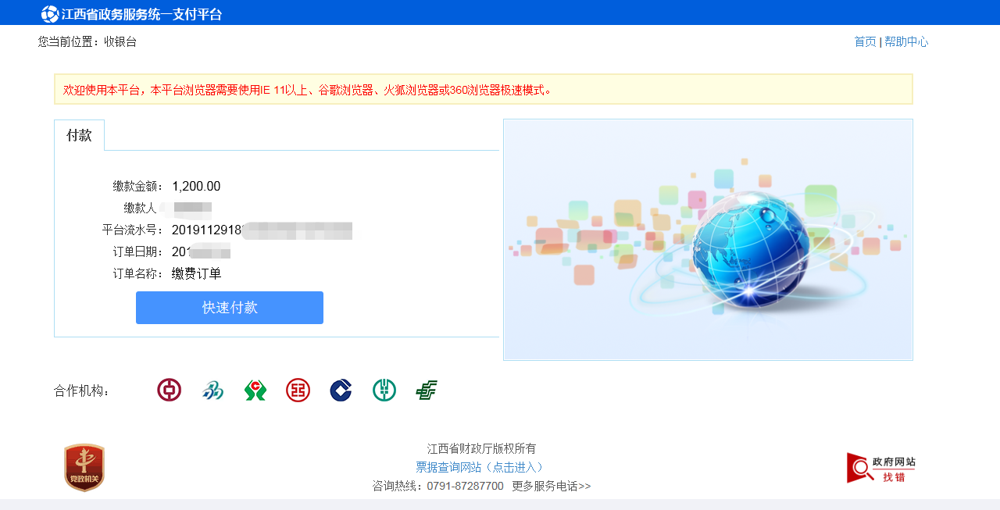 江西省政务服务统一支付平台
您当前位置：收银台
首页 | 帮助中心
欢迎使用本平台，本平台浏览器需要使用IE 11以上、谷歌浏览器、火狐浏览器或360浏览器极速模式。
付款
缴款金额： 1,200.00
缴款人
平台流水号： 2019112918
订单日期： 201
订单名称： 缴费订单
快速付款
合作机构：
党政机关
江西省财政厅版权所有
票据查询网站（点击进入）
咨询热线：0791-87287700 更多服务电话>>
政府网站
找错